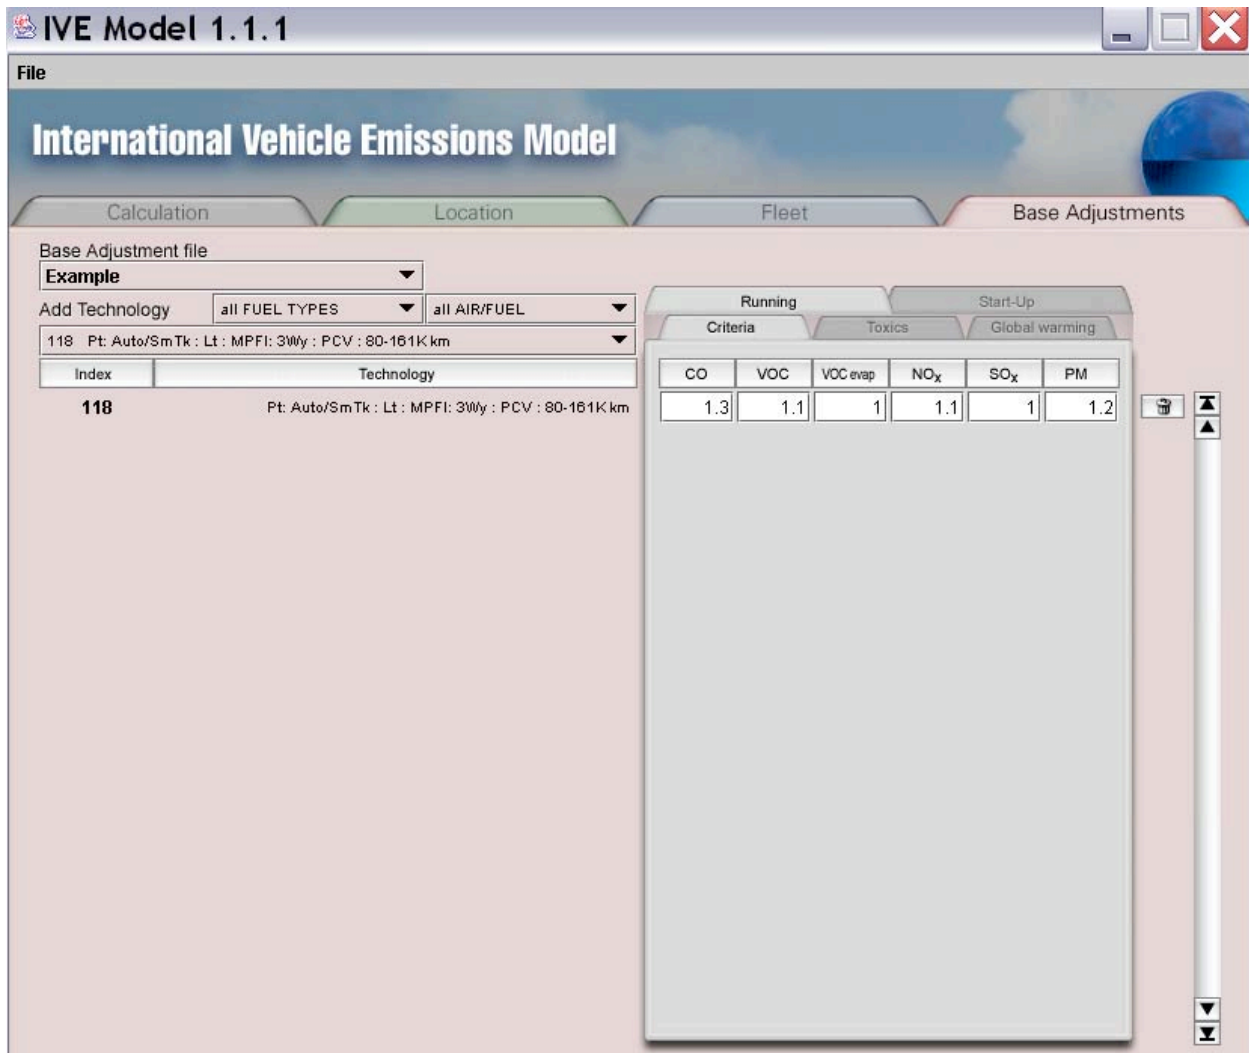 IVE Model 1.1.1
File
International Vehicle Emissions Model
Calculation Location Fleet Base Adjustments
Base Adjustment file
Example
Add Technology all FUEL TYPES all AIR/FUEL
118 Pt: Auto/SmTk : Lt : MPFI: 3Wy : PCV : 80-161K km
Index Technology
118 Pt: Auto/SmTk : Lt : MPFI: 3Wy : PCV : 80-161K km
Running Start-Up
Criteria Toxics Global warming
CO VOC VOC evap NOx SOx PM
1.3 1.1 1 1.1 1 1.2